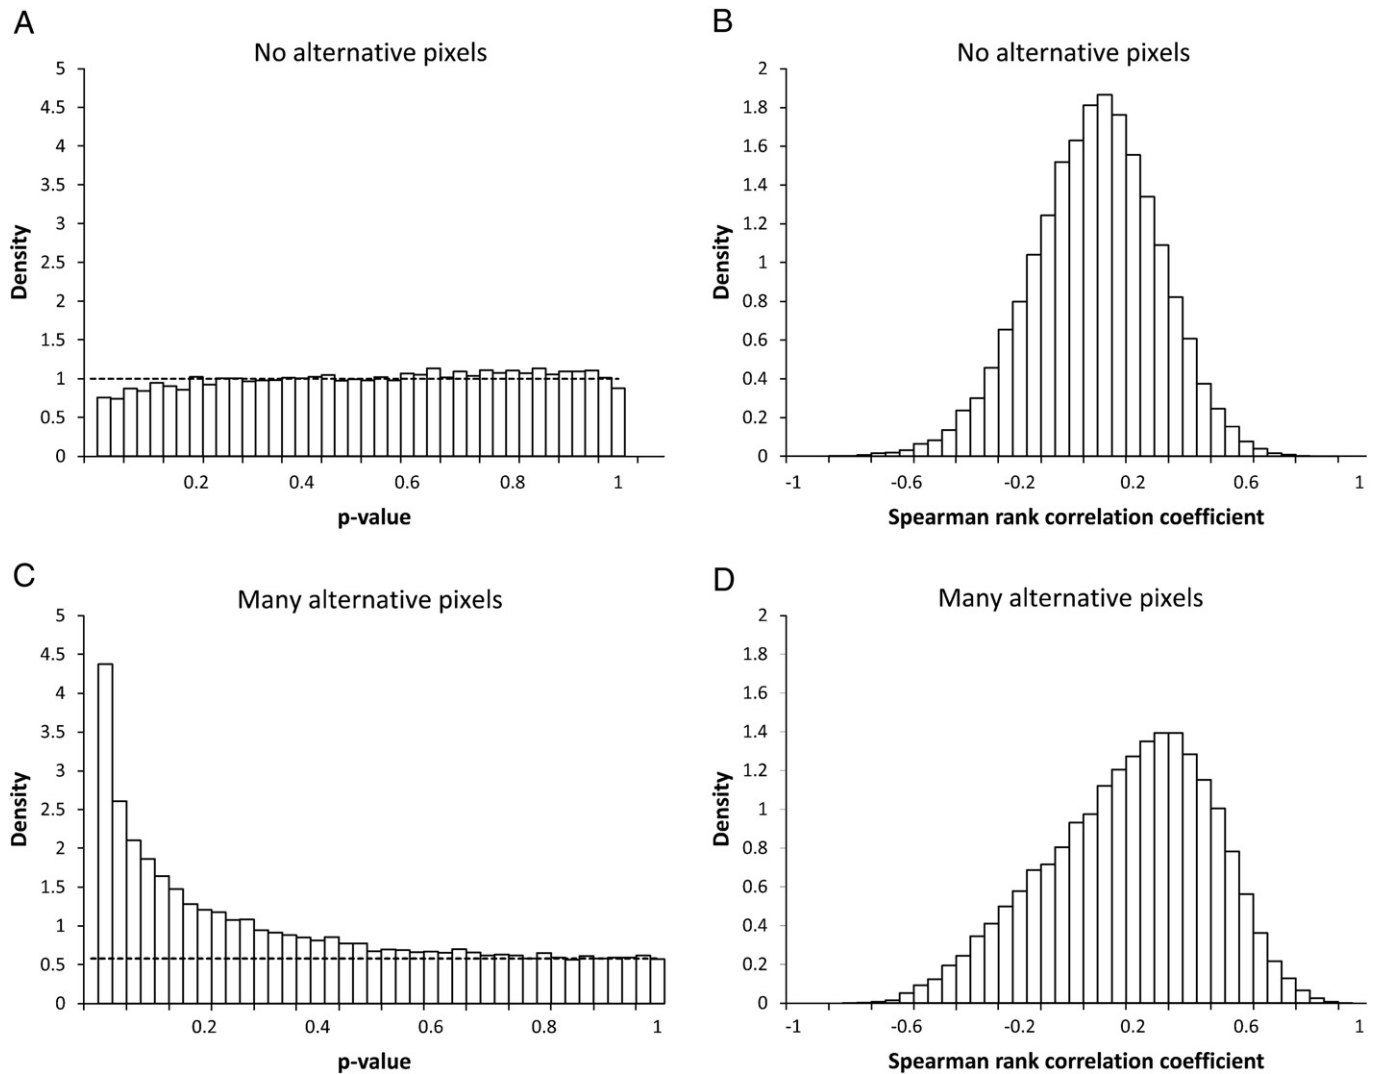 A
No alternative pixels
5
4.5
4
3.5
3
2.5
2
1.5
1
0.5
0
Density
0.2 0.4 0.6 0.8 1
p-value
B
No alternative pixels
2
1.8
1.6
1.4
1.2
1
0.8
0.6
0.4
0.2
0
Density
-1 -0.6 -0.2 0.2 0.6 1
Spearman rank correlation coefficient
C
Many alternative pixels
5
4.5
4
3.5
3
2.5
2
1.5
1
0.5
0
Density
0.2 0.4 0.6 0.8 1
p-value
D
Many alternative pixels
2
1.8
1.6
1.4
1.2
1
0.8
0.6
0.4
0.2
0
Density
-1 -0.6 -0.2 0.2 0.6 1
Spearman rank correlation coefficient